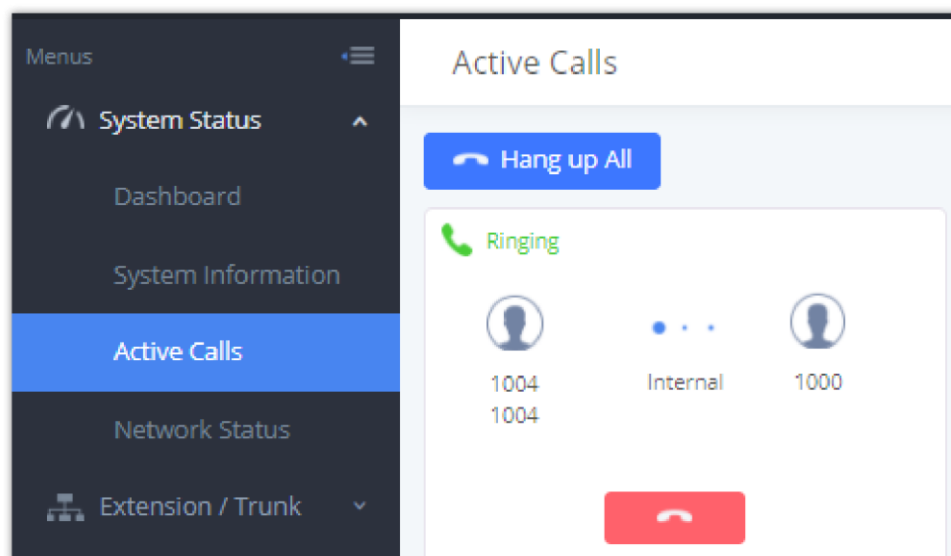 Menus
System Status
Dashboard
System Information
Active Calls
Network Status
Extension / Trunk
Active Calls
Hang up All
Ringing
1004
1004
Internal
1000